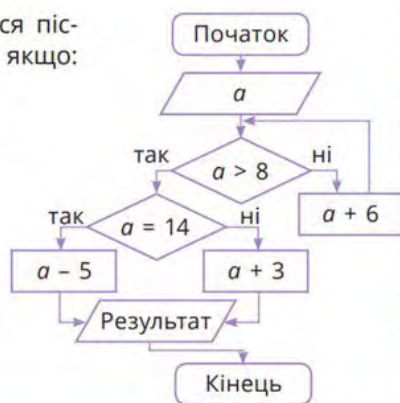 ся піс-
якщо:
Початок
a
так
a > 8
ні
так
a = 14
ні
a + 6
a – 5
a + 3
Результат
Кінець